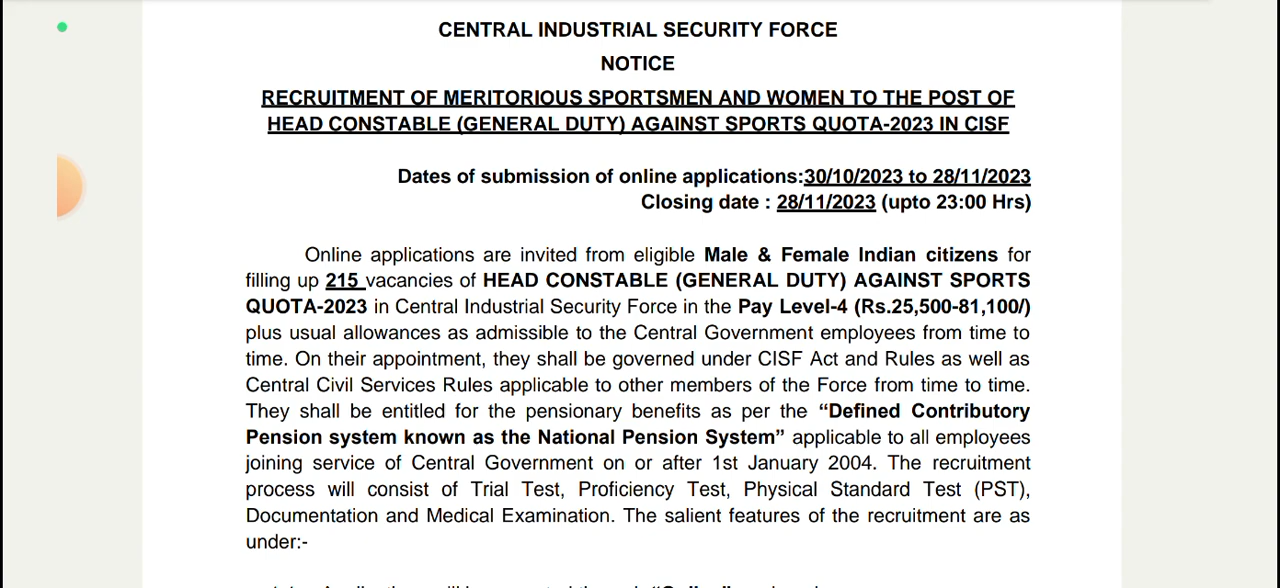 CENTRAL INDUSTRIAL SECURITY FORCE
NOTICE
RECRUITMENT OF MERITORIOUS SPORTSMEN AND WOMEN TO THE POST OF
HEAD CONSTABLE (GENERAL DUTY) AGAINST SPORTS QUOTA-2023 IN CISF
Dates of submission of online applications:30/10/2023 to 28/11/2023
Closing date : 28/11/2023 (upto 23:00 Hrs)
Online applications are invited from eligible Male & Female Indian citizens for
filling up 215 vacancies of HEAD CONSTABLE (GENERAL DUTY) AGAINST SPORTS
QUOTA-2023 in Central Industrial Security Force in the Pay Level-4 (Rs.25,500-81,100/)
plus usual allowances as admissible to the Central Government employees from time to
time. On their appointment, they shall be governed under CISF Act and Rules as well as
Central Civil Services Rules applicable to other members of the Force from time to time.
They shall be entitled for the pensionary benefits as per the “Defined Contributory
Pension system known as the National Pension System” applicable to all employees
joining service of Central Government on or after 1st January 2004. The recruitment
process will consist of Trial Test, Proficiency Test, Physical Standard Test (PST),
Documentation and Medical Examination. The salient features of the recruitment are as
under:-